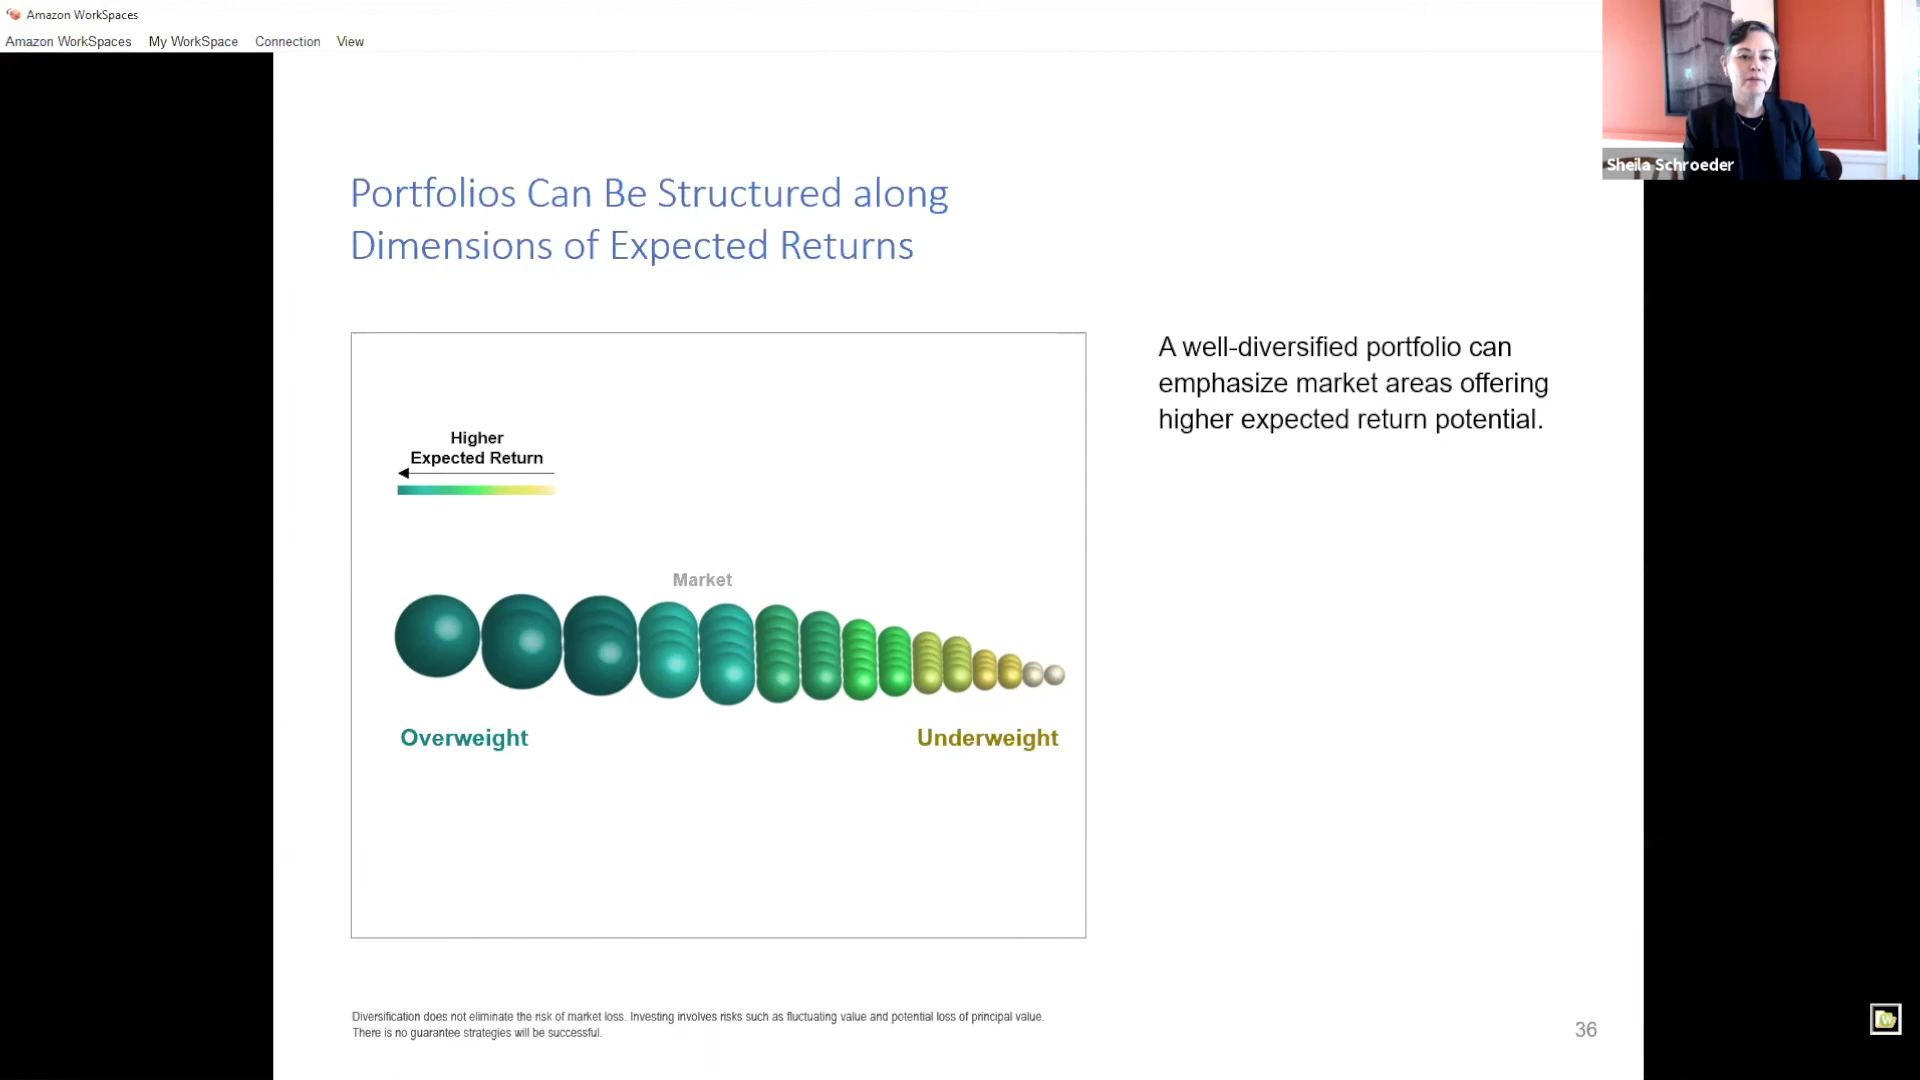 Amazon WorkSpaces
Amazon WorkSpaces My WorkSpace Connection View
Sheila Schroeder
Portfolios Can Be Structured along
Dimensions of Expected Returns
A well-diversified portfolio can
emphasize market areas offering
higher expected return potential.
Higher
Expected Return
Market
Overweight
Underweight
Diversification does not eliminate the risk of market loss. Investing involves risks such as fluctuating value and potential loss of principal value.
There is no guarantee strategies will be successful.
36